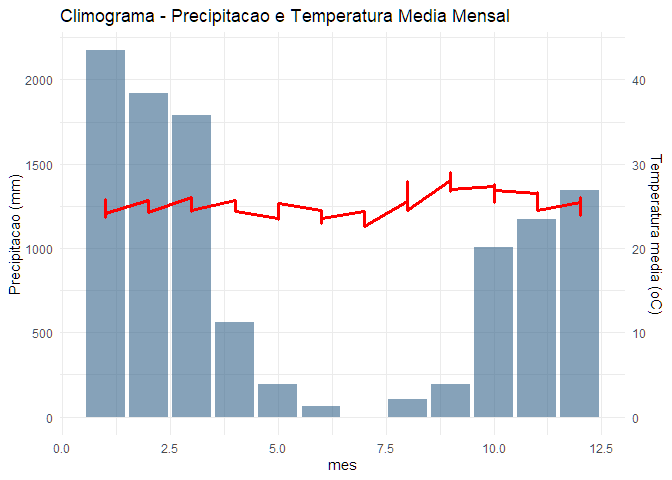 Climograma - Precipitacao e Temperatura Media Mensal
Precipitacao (mm)
2000
1500
1000
500
0
40
30
20
10
0
Temperatura media (oC)
0.0 2.5 5.0 7.5 10.0 12.5
mes